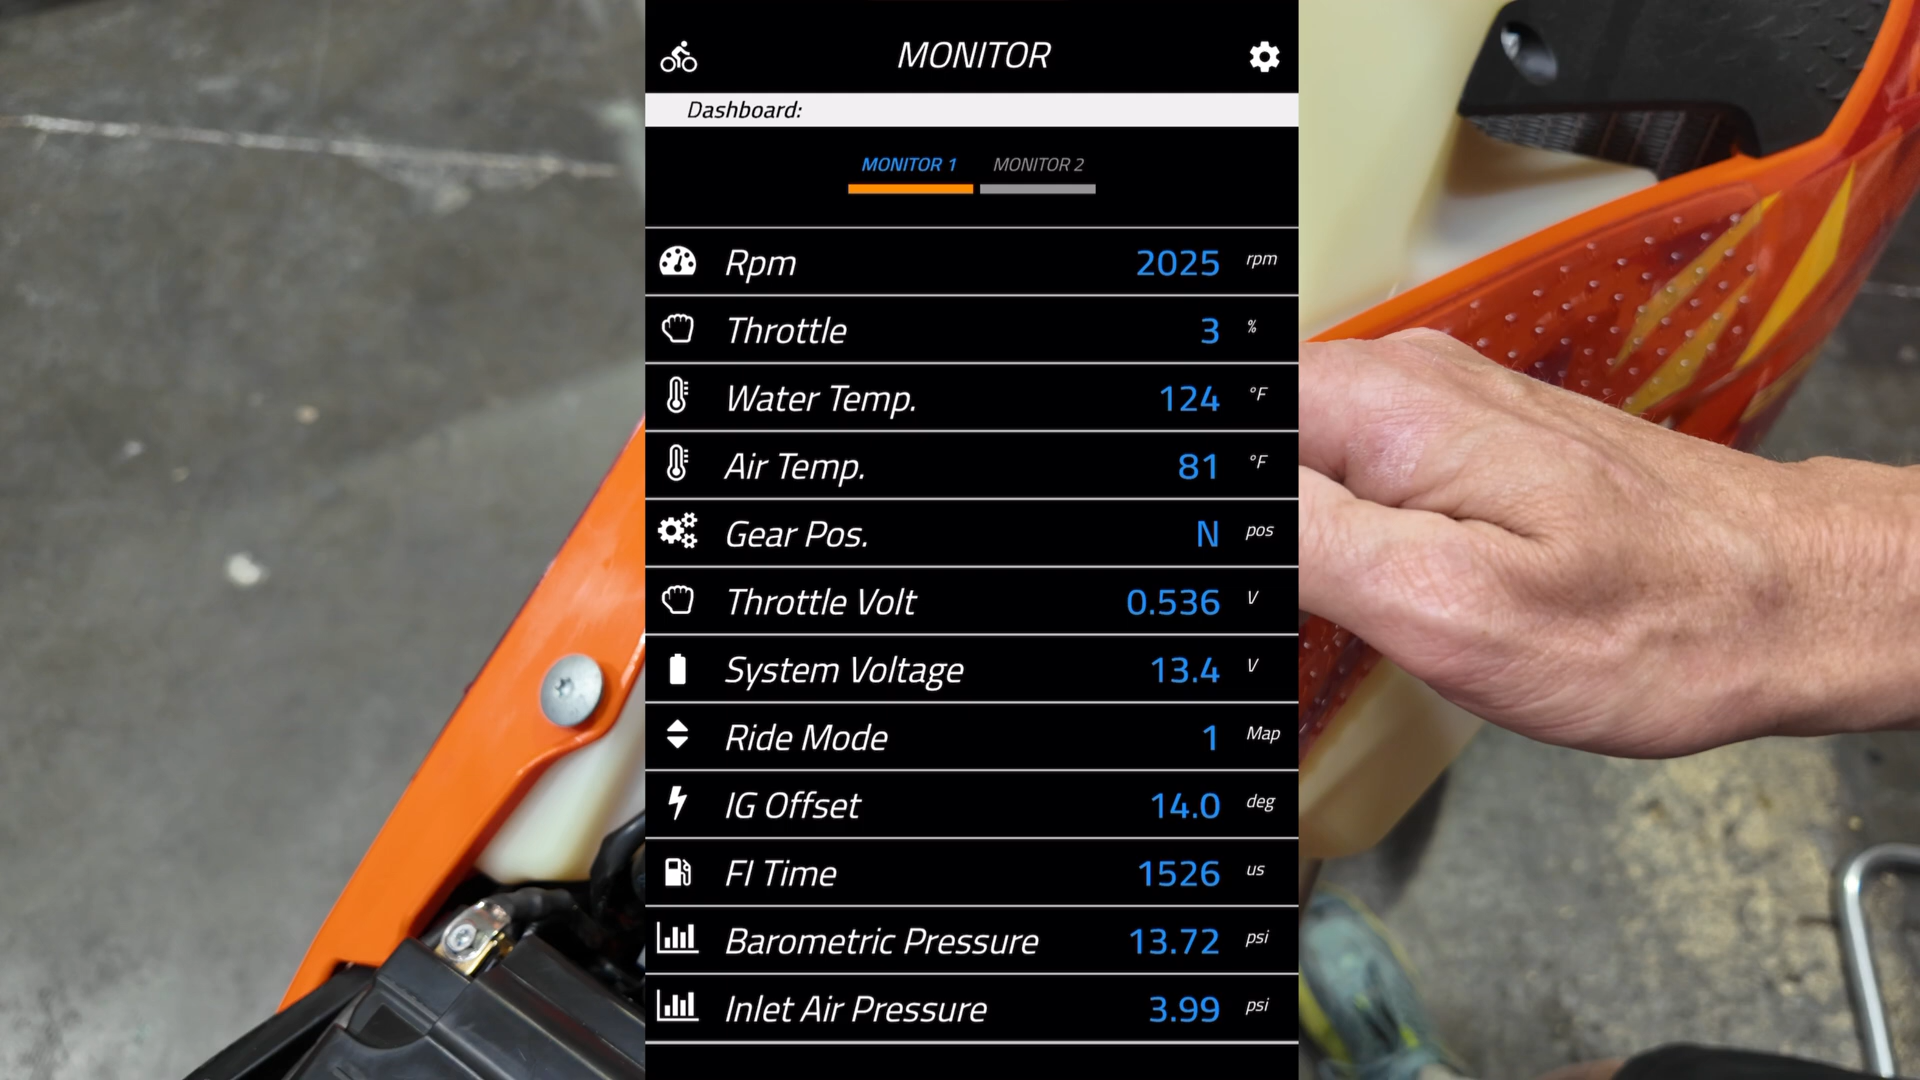 MONITOR
Dashboard:
MONITOR 1 MONITOR 2
Rpm 2025 rpm
Throttle 3 %
Water Temp. 124 °F
Air Temp. 81 °F
Gear Pos. N pos
Throttle Volt 0.536 V
System Voltage 13.4 V
Ride Mode 1 Map
IG Offset 14.0 deg
FI Time 1526 us
Barometric Pressure 13.72 psi
Inlet Air Pressure 3.99 psi